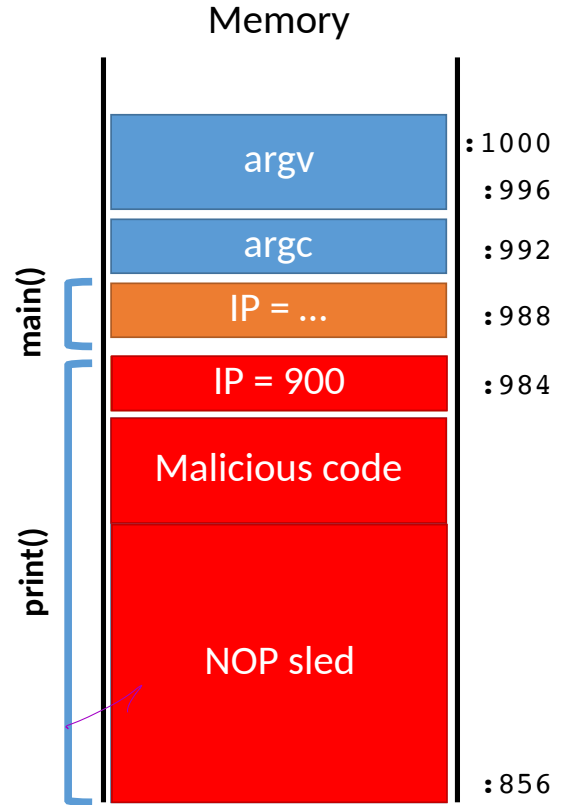 Memory
argv
:1000
:996
argc
:992
main()
IP = ...
:988
IP = 900
:984
Malicious code
print()
NOP sled
:856